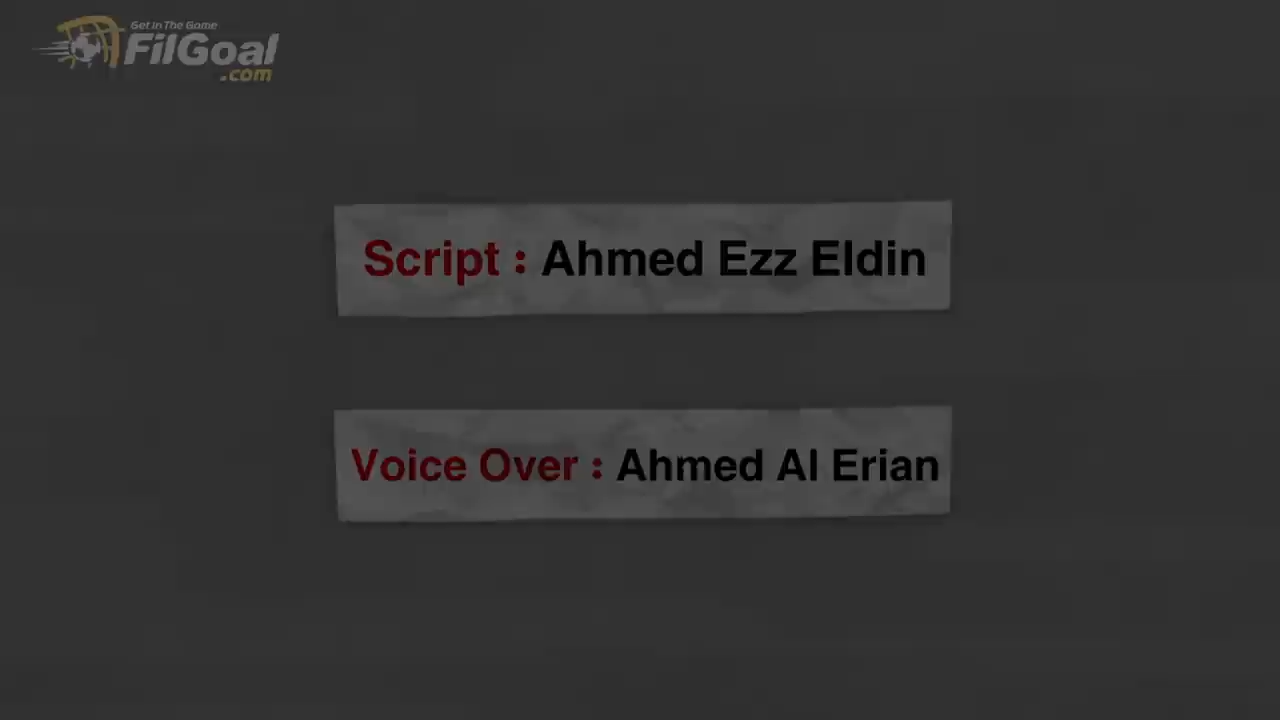 Get In The Game
FilGoal
.com
Script : Ahmed Ezz Eldin
Voice Over : Ahmed Al Erian